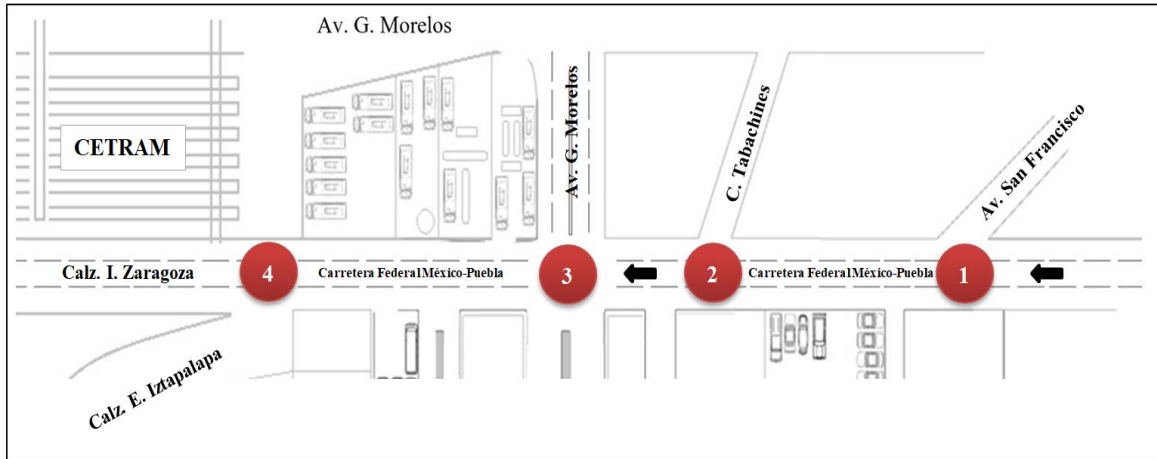 Av. G. Morelos
Av. G. Morelos
C. Tabachines
Av. San Francisco
CETRAM
Calz. I. Zaragoza
4
Carretera Federal México-Puebla
3
2
Carretera Federal México-Puebla
1
Calz. E. Iztapalapa